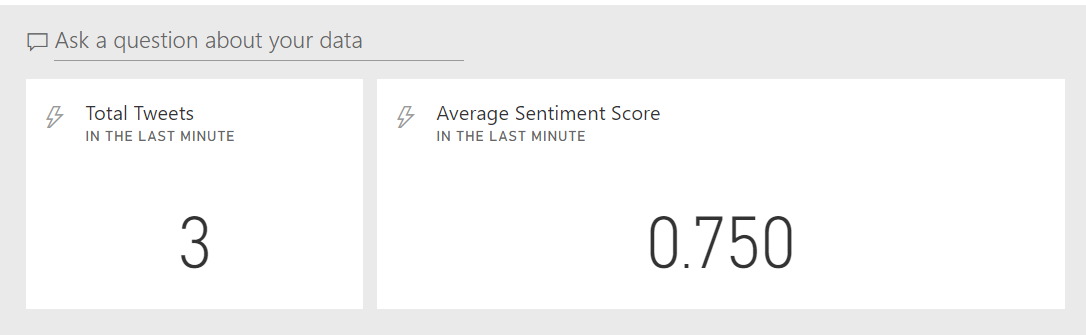 Ask a question about your data
Total Tweets
IN THE LAST MINUTE
3
Average Sentiment Score
IN THE LAST MINUTE
0.750